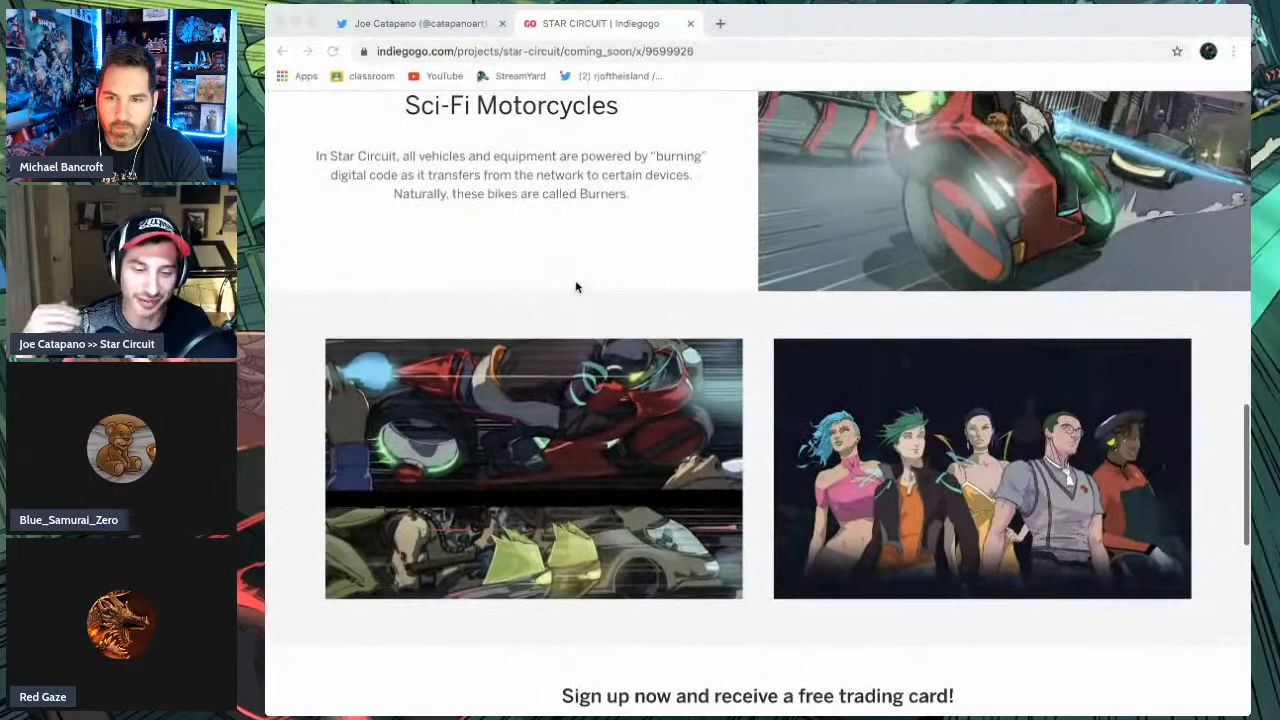 Joe Catapano (@catapanoart)
STAR CIRCUIT | Indiegogo
indiegogo.com/projects/star-circuit/coming_soon/x/9699926
Apps
classroom
YouTube
StreamYard
(2) rjoftheisland /...
Michael Bancroft
Joe Catapano >> Star Circuit
Blue_Samurai_Zero
Red Gaze
Sci-Fi Motorcycles
In Star Circuit, all vehicles and equipment are powered by "burning"
digital code as it transfers from the network to certain devices.
Naturally, these bikes are called Burners.
Sign up now and receive a free trading card!